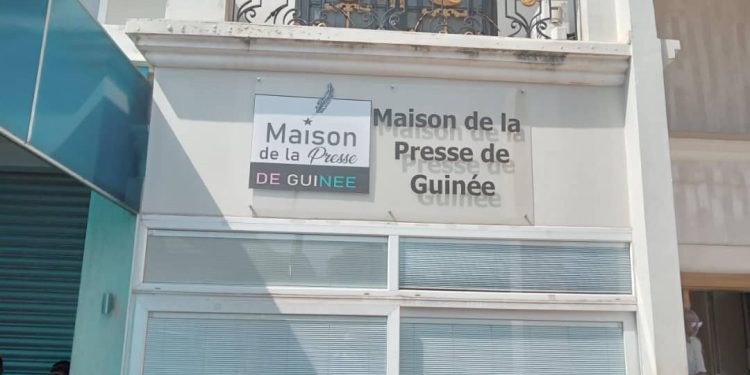 Maison
de la Presse
DE GUINEE
Maison de la
Presse de
Guinée